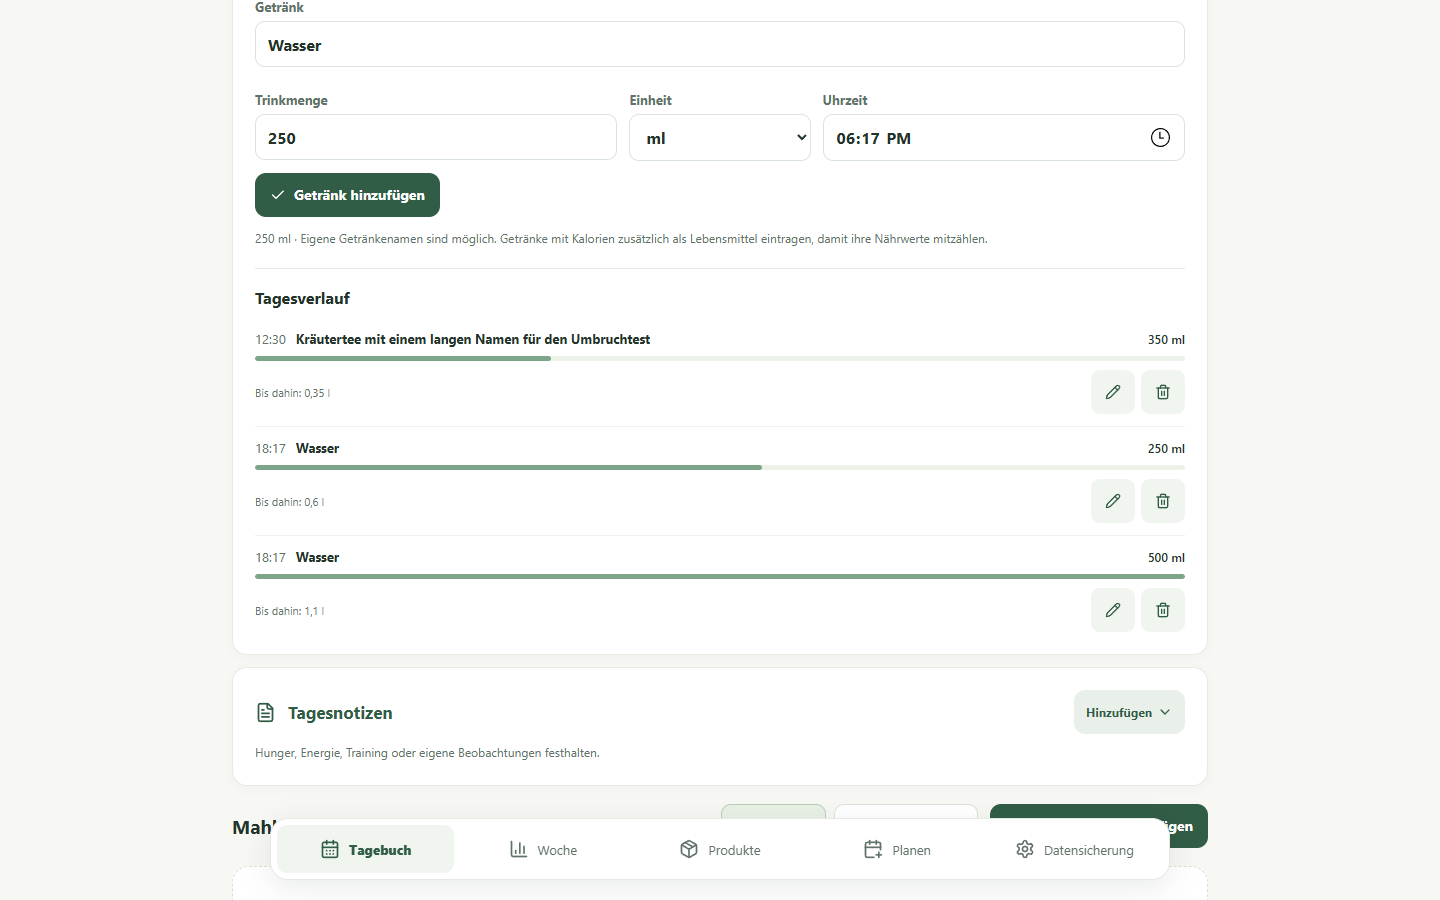 Getränk
Wasser
Trinkmenge
Einheit
Uhrzeit
250
ml
06:17 PM
Getränk hinzufügen
250 ml · Eigene Getränkenamen sind möglich. Getränke mit Kalorien zusätzlich als Lebensmittel eintragen, damit ihre Nährwerte mitzählen.
Tagesverlauf
12:30 Kräutertee mit einem langen Namen für den Umbruchtest 350 ml
Bis dahin: 0,35 l
18:17 Wasser 250 ml
Bis dahin: 0,6 l
18:17 Wasser 500 ml
Bis dahin: 1,1 l
Tagesnotizen
Hinzufügen
Hunger, Energie, Training oder eigene Beobachtungen festhalten.
Tagebuch
Woche
Produkte
Planen
Datensicherung